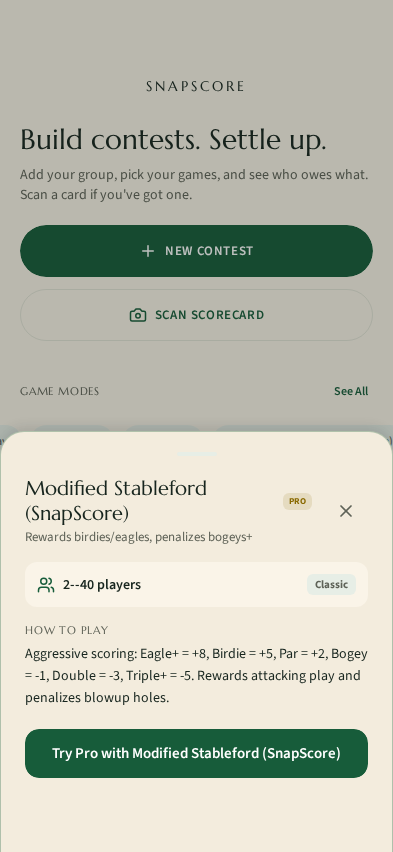 SNAPSCORE
Build contests. Settle up.
Add your group, pick your games, and see who owes what.
Scan a card if you've got one.
NEW CONTEST
SCAN SCORECARD
GAME MODES
See All
Modified Stableford
(SnapScore)
PRO
Rewards birdies/eagles, penalizes bogeys+
2--40 players
Classic
HOW TO PLAY
Aggressive scoring: Eagle+ = +8, Birdie = +5, Par = +2, Bogey
= -1, Double = -3, Triple+ = -5. Rewards attacking play and
penalizes blowup holes.
Try Pro with Modified Stableford (SnapScore)